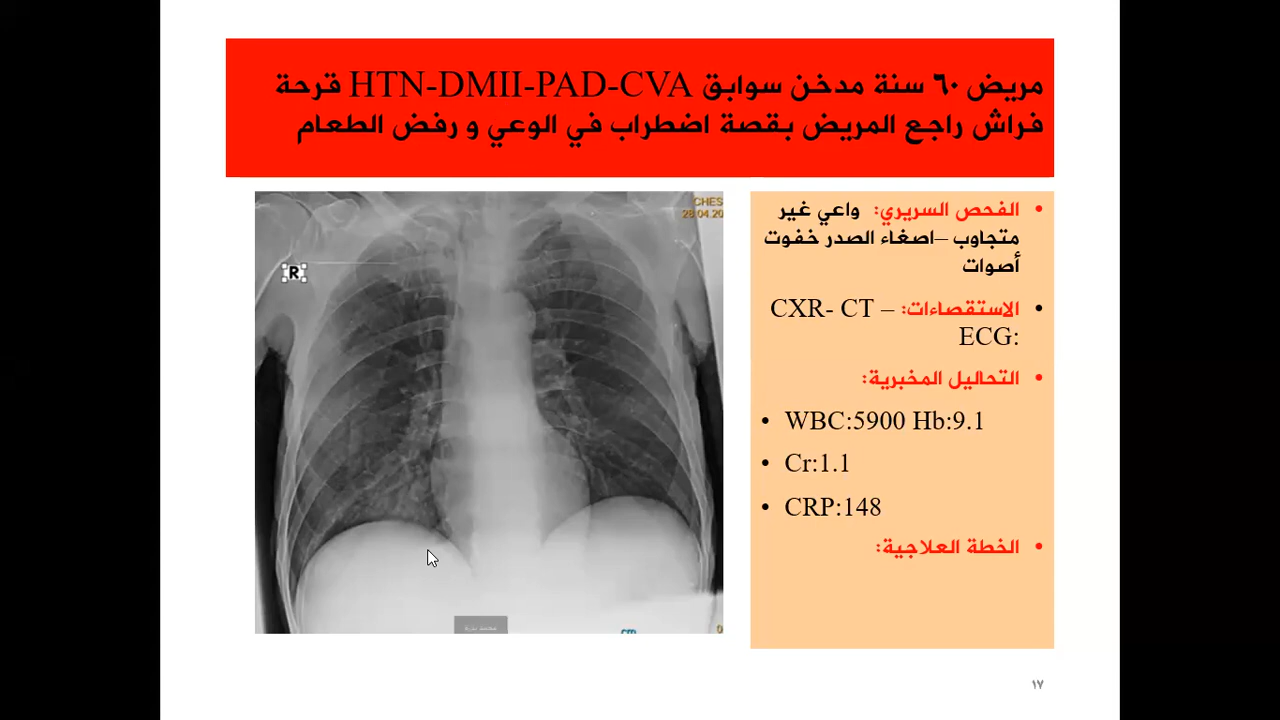 مريض ٦٠ سنة مدخن سوابق HTN-DMII-PAD-CVA قرحة
فراش راجع المريض بقصة اضطراب في الوعي و رفض الطعام
CHES
28.04.20
R
cm
0
• الفحص السريري: واعي غير
متجاوب –اصغاء الصدر خفوت
أصوات
• الاستقصاءات: CXR- CT –
ECG:
• التحاليل المخبرية:
• WBC:5900 Hb:9.1
• Cr:1.1
• CRP:148
• الخطة العلاجية:
١٧